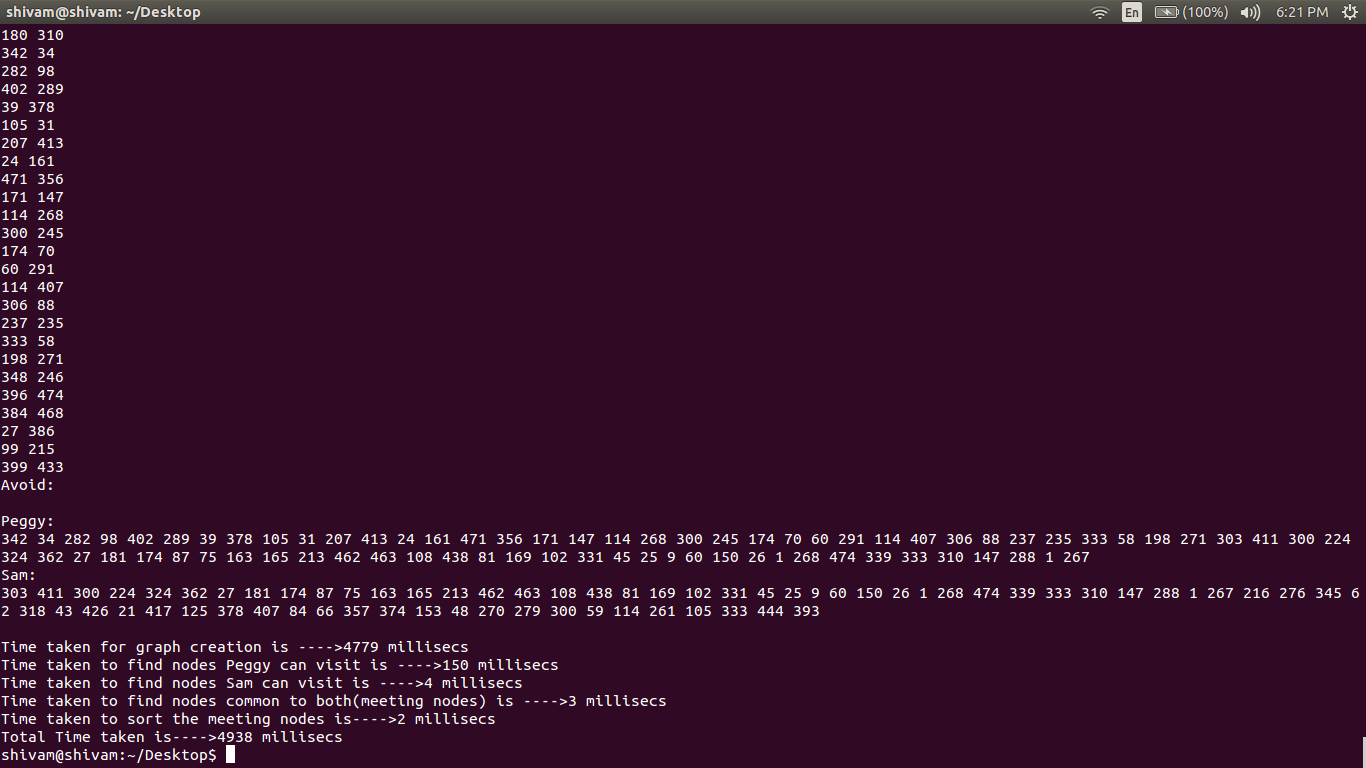 shivam@shivam: ~/Desktop En (100%) 6:21 PM
180 310
342 34
282 98
402 289
39 378
105 31
207 413
24 161
471 356
171 147
114 268
300 245
174 70
60 291
114 407
306 88
237 235
333 58
198 271
348 246
396 474
384 468
27 386
99 215
399 433
Avoid:
Peggy:
342 34 282 98 402 289 39 378 105 31 207 413 24 161 471 356 171 147 114 268 300 245 174 70 60 291 114 407 306 88 237 235 333 58 198 271 303 411 300 224
324 362 27 181 174 87 75 163 165 213 462 463 108 438 81 169 102 331 45 25 9 60 150 26 1 268 474 339 333 310 147 288 1 267
Sam:
303 411 300 224 324 362 27 181 174 87 75 163 165 213 462 463 108 438 81 169 102 331 45 25 9 60 150 26 1 268 474 339 333 310 147 288 1 267 216 276 345 6
2 318 43 426 21 417 125 378 407 84 66 357 374 153 48 270 279 300 59 114 261 105 333 444 393
Time taken for graph creation is ---->4779 millisecs
Time taken to find nodes Peggy can visit is ---->150 millisecs
Time taken to find nodes Sam can visit is ---->4 millisecs
Time taken to find nodes common to both(meeting nodes) is ---->3 millisecs
Time taken to sort the meeting nodes is---->2 millisecs
Total Time taken is---->4938 millisecs
shivam@shivam:~/Desktop$